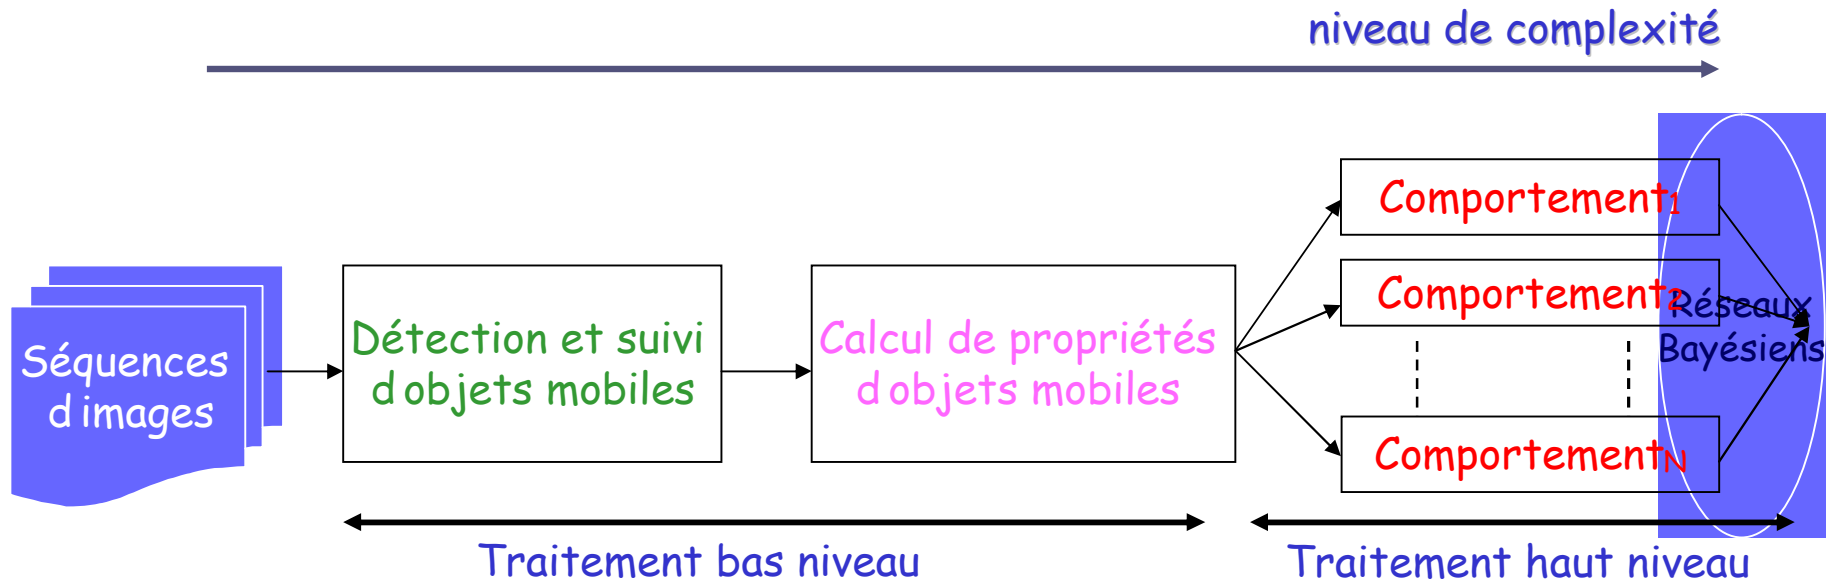 niveau de complexité
Séquences
d images
Détection et suivi
d objets mobiles
Calcul de propriétés
d objets mobiles
Comportement1
Comportement2
ComportementN
Réseaux
Bayésiens
Traitement bas niveau
Traitement haut niveau